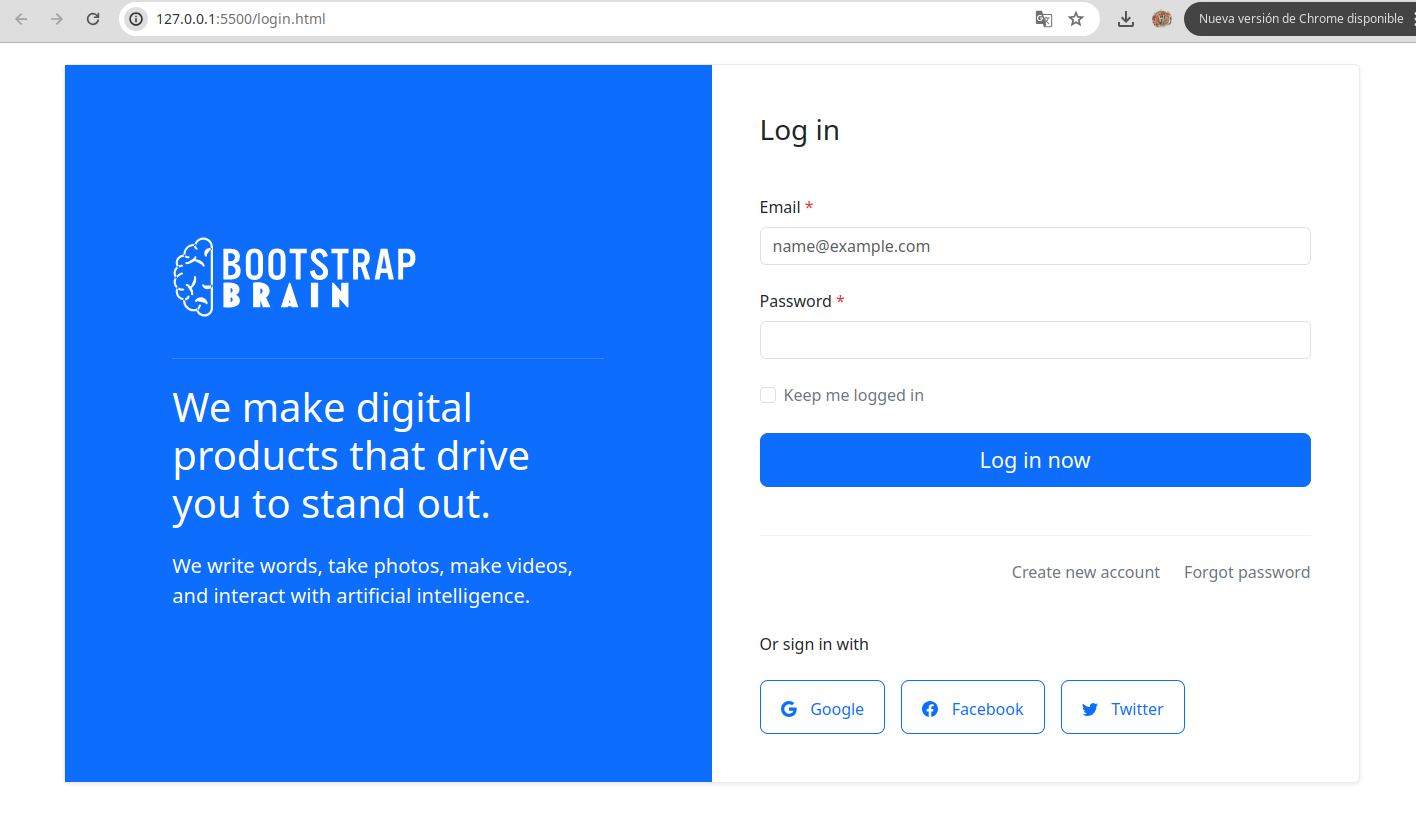 127.0.0.1:5500/login.html
Nueva versión de Chrome disponible
BOOTSTRAP
BRAIN
We make digital
products that drive
you to stand out.
We write words, take photos, make videos,
and interact with artificial intelligence.
Log in
Email *
name@example.com
Password *
Keep me logged in
Log in now
Create new account Forgot password
Or sign in with
Google Facebook Twitter